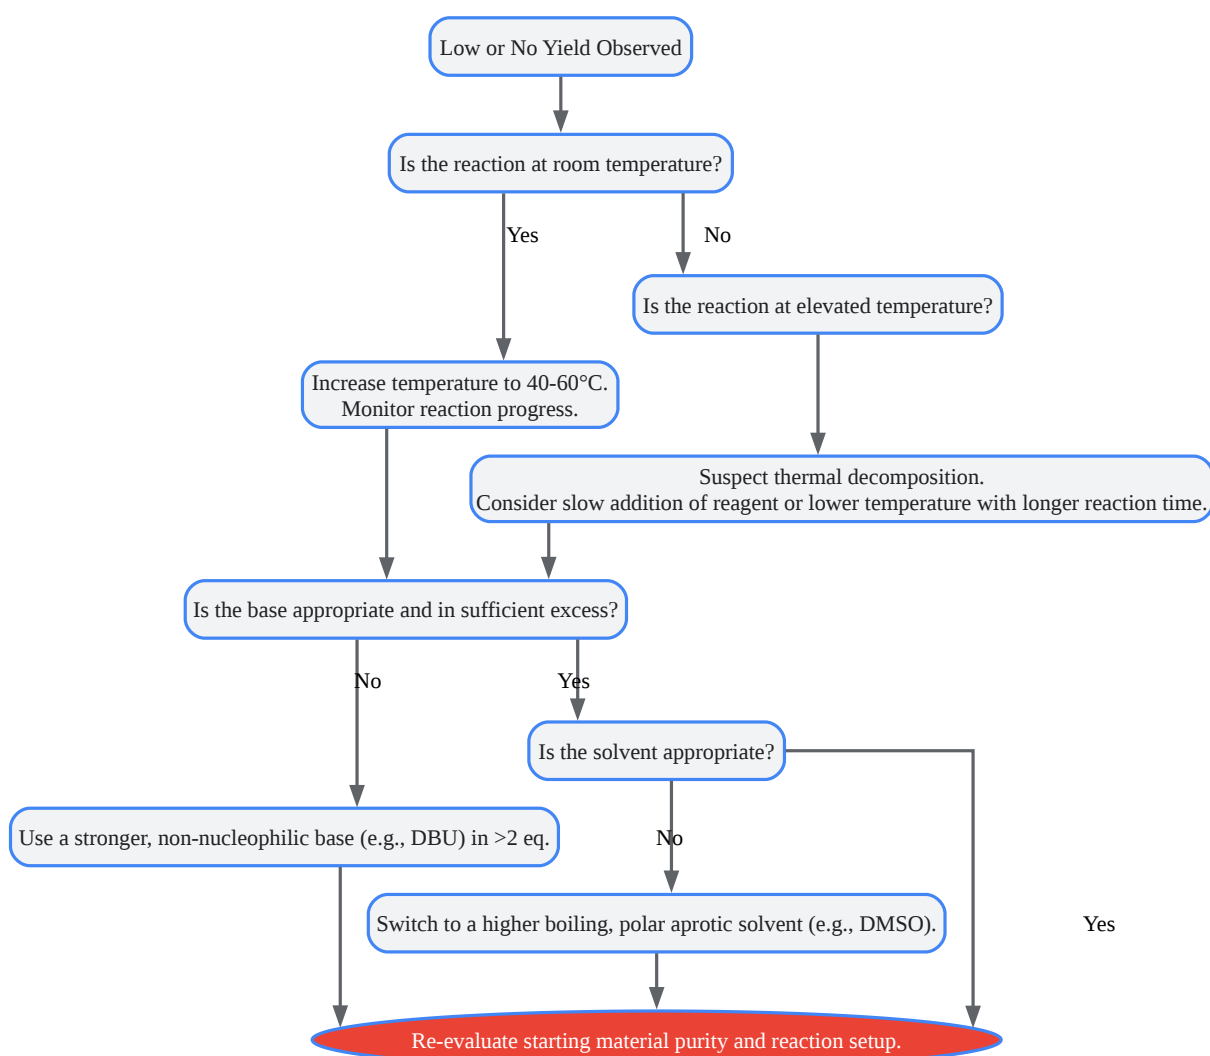 Low or No Yield Observed
Is the reaction at room temperature?
Yes
No
Is the reaction at elevated temperature?
Increase temperature to 40-60°C.
Monitor reaction progress.
Suspect thermal decomposition.
Consider slow addition of reagent or lower temperature with longer reaction time.
Is the base appropriate and in sufficient excess?
No
Yes
Is the solvent appropriate?
Use a stronger, non-nucleophilic base (e.g., DBU) in >2 eq.
No
Switch to a higher boiling, polar aprotic solvent (e.g., DMSO).
Yes
Re-evaluate starting material purity and reaction setup.